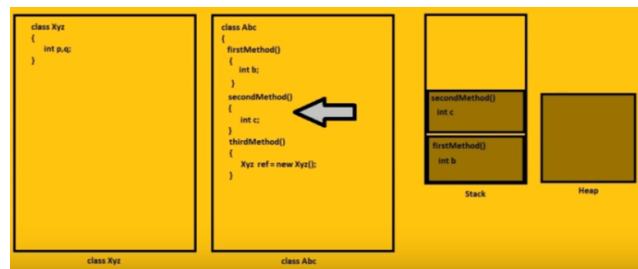 class Xyz
{
int p,q;
}
class Xyz
class Abc
{
firstMethod()
{
int b;
}
secondMethod()
{
int c;
}
thirdMethod()
{
Xyz ref = new Xyz();
}
class Abc
secondMethod()
int c
firstMethod()
int b
Stack
Heap